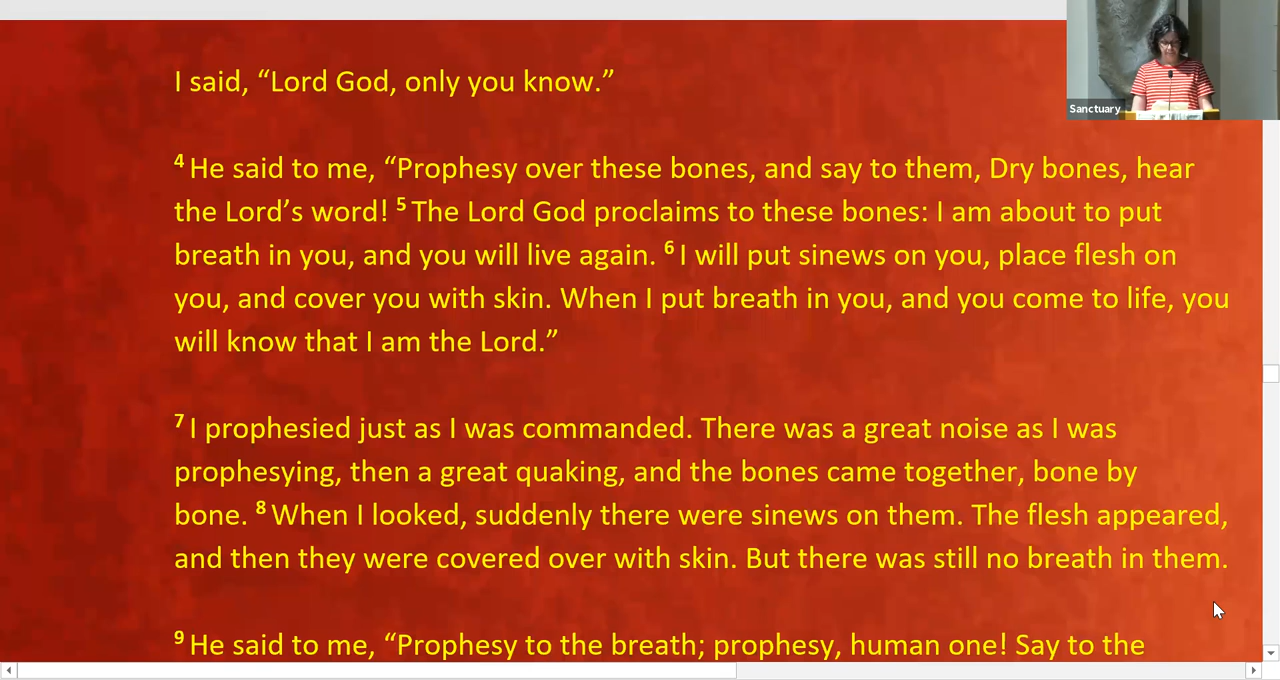 I said, “Lord God, only you know.”
Sanctuary
4 He said to me, “Prophesy over these bones, and say to them, Dry bones, hear
the Lord’s word! 5 The Lord God proclaims to these bones: I am about to put
breath in you, and you will live again. 6 I will put sinews on you, place flesh on
you, and cover you with skin. When I put breath in you, and you come to life, you
will know that I am the Lord.”
7 I prophesied just as I was commanded. There was a great noise as I was
prophesying, then a great quaking, and the bones came together, bone by
bone. 8 When I looked, suddenly there were sinews on them. The flesh appeared,
and then they were covered over with skin. But there was still no breath in them.
9 He said to me, “Prophesy to the breath; prophesy, human one! Say to the